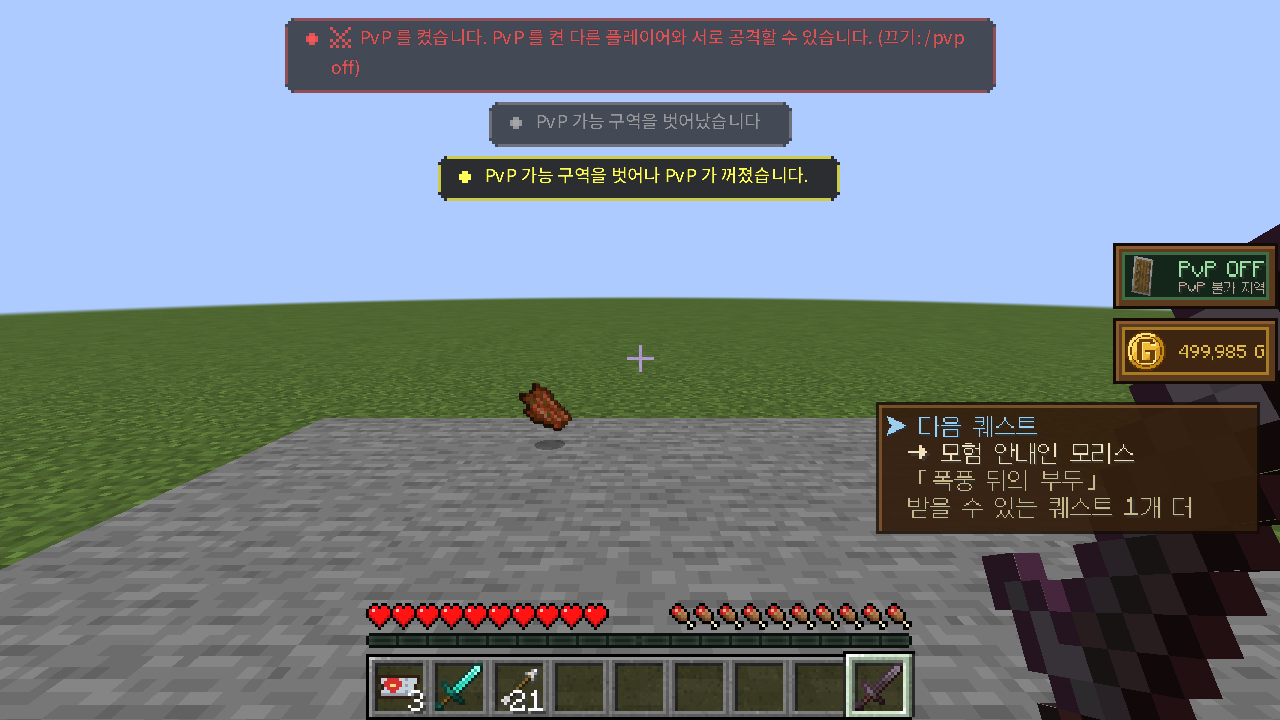 PvP 를 켰습니다. PvP 를 켠 다른 플레이어와 서로 공격할 수 있습니다. (끄기: /pvp
off)
PvP 가능 구역을 벗어났습니다
PvP 가능 구역을 벗어나 PvP 가 꺼졌습니다.
PvP OFF
PvP 불가 지역
G 499,985 G
➤ 다음 퀘스트
→ 모험 안내인 모리스
「폭풍 뒤의 부두」
받을 수 있는 퀘스트 1개 더
3
21